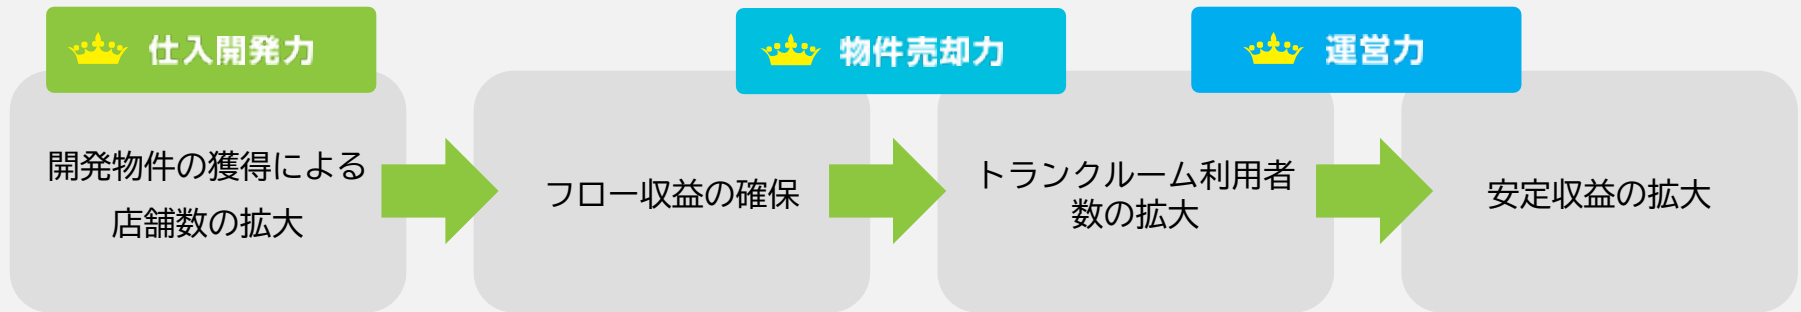 仕入開発力
物件売却力
運営力
開発物件の獲得による
店舗数の拡大
フロー収益の確保
トランクルーム利用者
数の拡大
安定収益の拡大